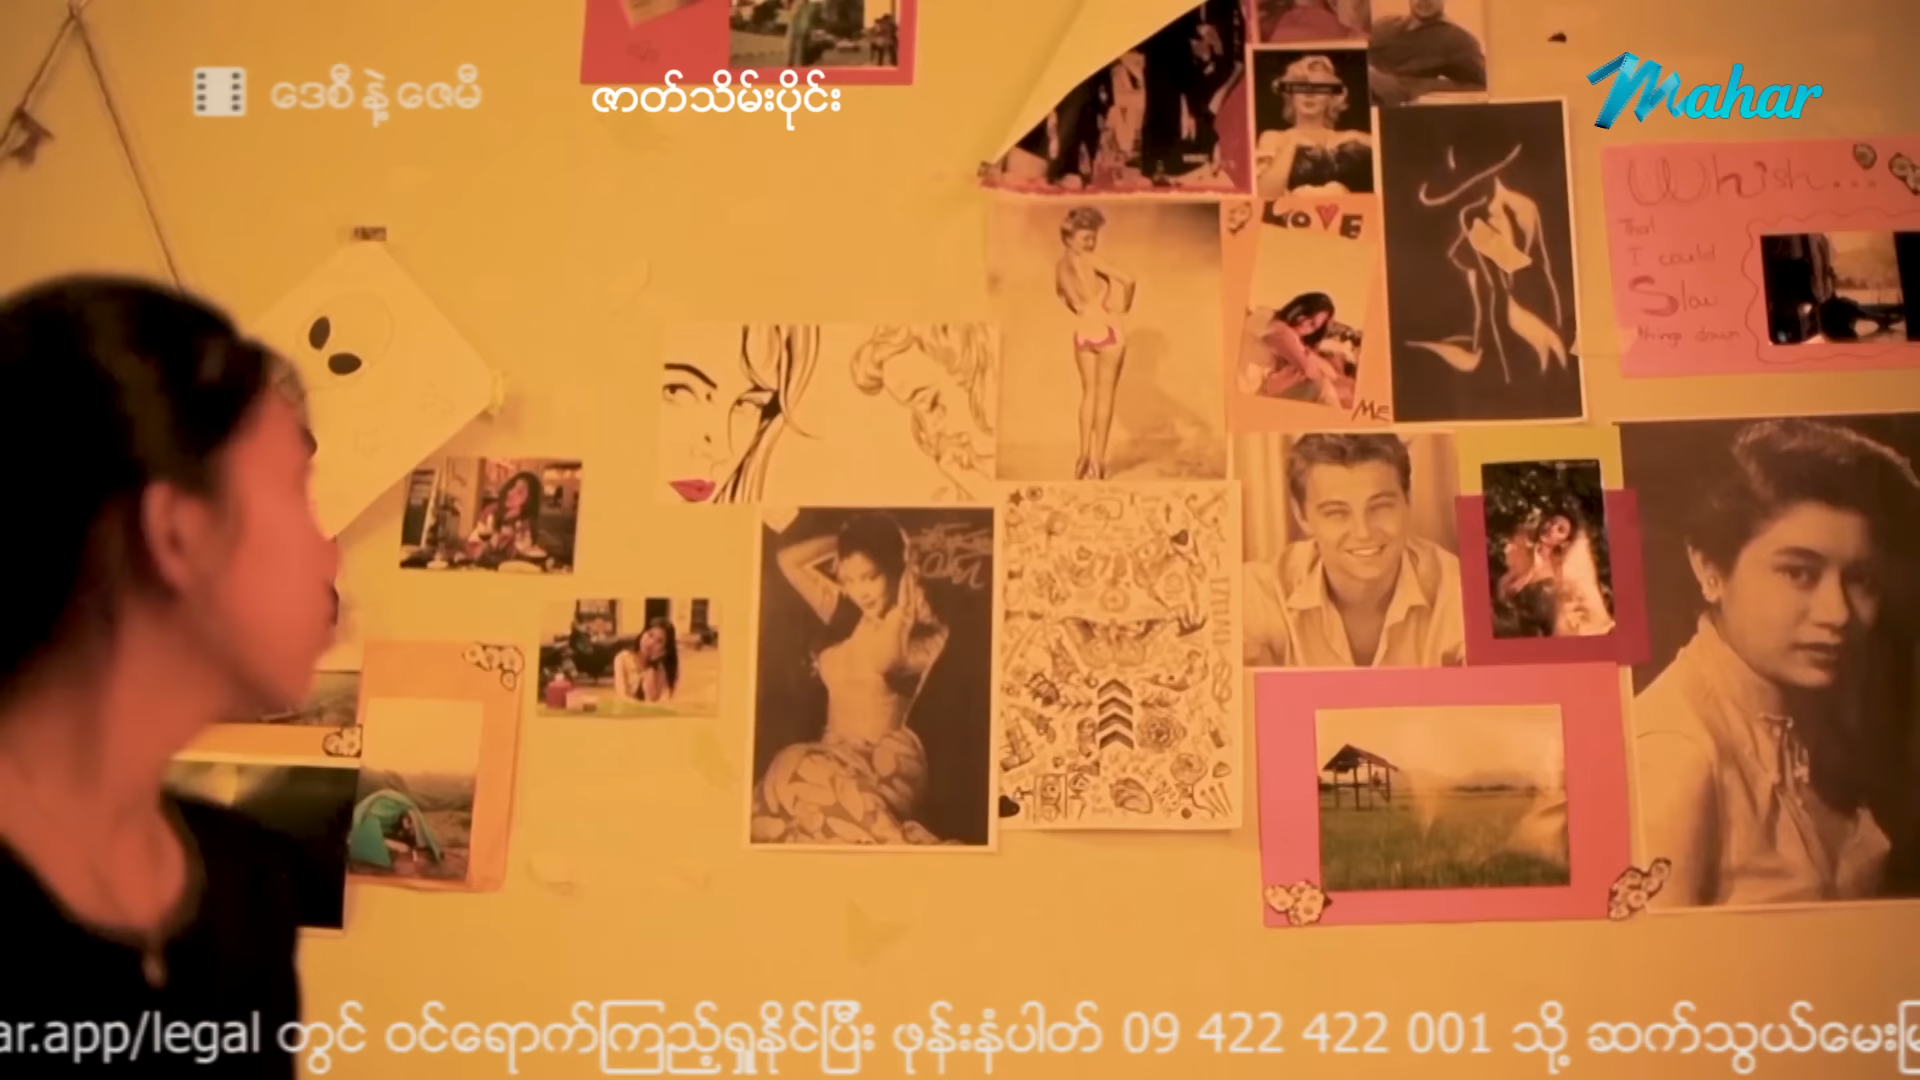 ဒေစီနဲ့ ဇေမီ
ဇာတ်သိမ်းပိုင်း
Mahar
Whish...
That
I could
Slow
things down
LOVE
ME
ar.app/legal တွင် ဝင်ရောက်ကြည့်ရှုနိုင်ပြီး ဖုန်းနံပါတ် 09 422 422 001 သို့ ဆက်သွယ်မေးမြ